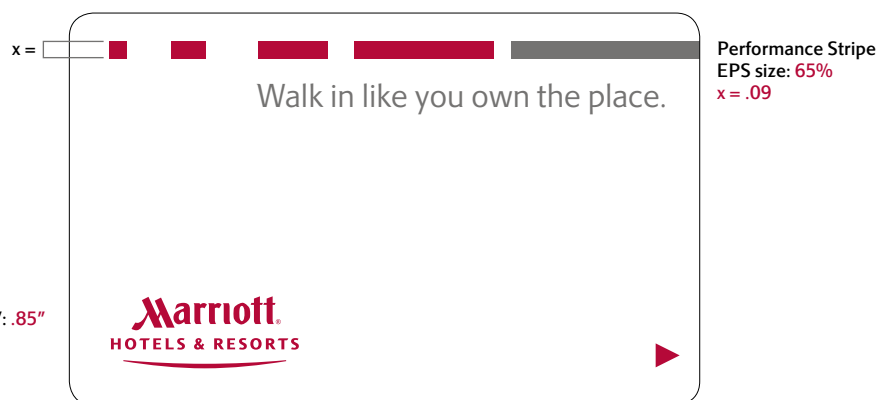 x =
Performance Stripe
EPS size: 65%
x = .09
Walk in like you own the place.
": .85"
Marriott®
HOTELS & RESORTS